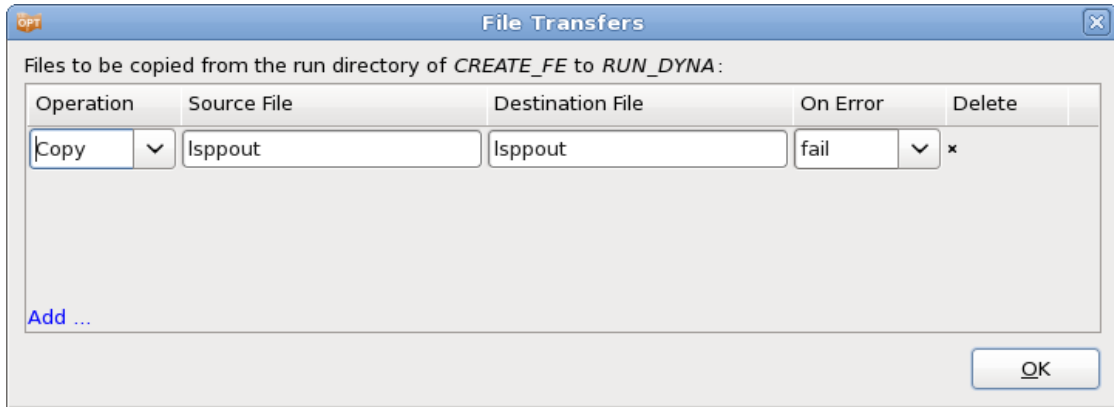 OPT File Transfers
Files to be copied from the run directory of CREATE_FE to RUN_DYNA:
Operation Source File Destination File On Error Delete
Copy lsppout lsppout fail ×
Add ...
OK